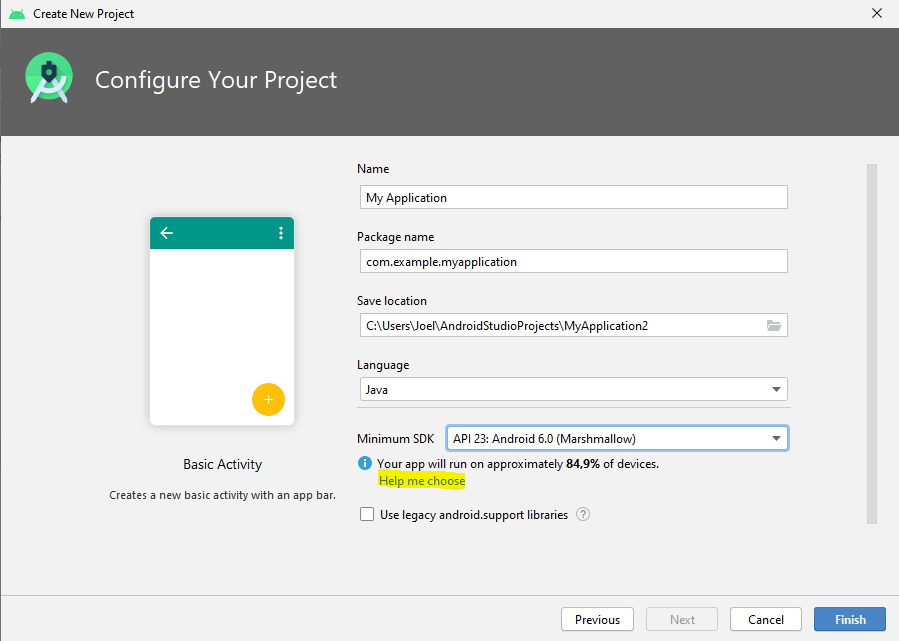 Create New Project
Configure Your Project
Name
My Application
Package name
com.example.myapplication
Save location
C:\Users\Joel\AndroidStudioProjects\MyApplication2
Language
Java
Minimum SDK API 23: Android 6.0 (Marshmallow)
Your app will run on approximately 84,9% of devices.
Help me choose
Use legacy android.support libraries ?
Basic Activity
Creates a new basic activity with an app bar.
Previous Next Cancel Finish